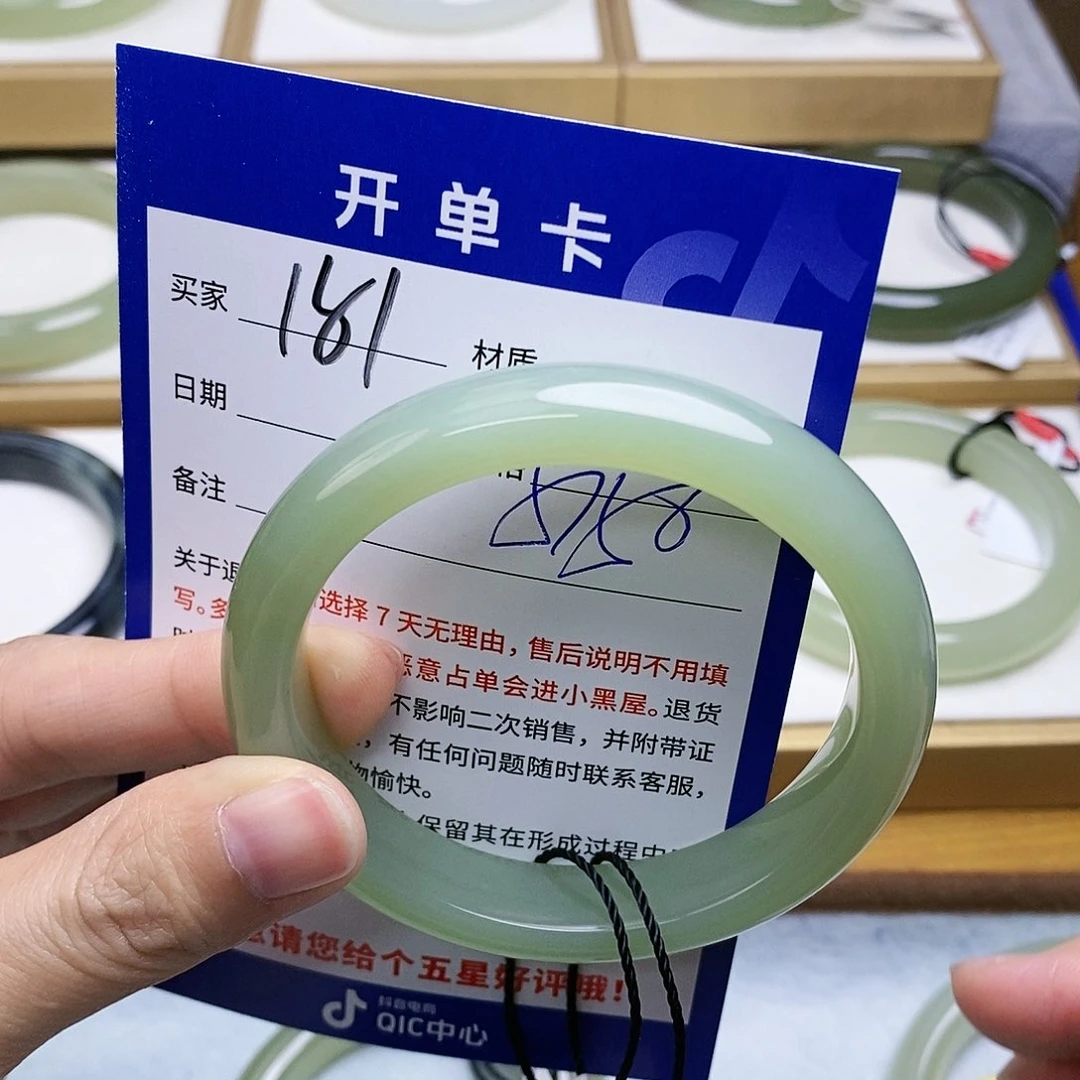 开单卡
买家 181 材质
日期
备注
关于退
写。多 选择7天无理由，售后说明不用填
恶意占单会进小黑屋。退货
不影响二次销售，并附带证
，有任何问题随时联系客服，
物愉快。
保留其在形成过程中
请您给个五星好评哦！
抖音电商
QIC中心